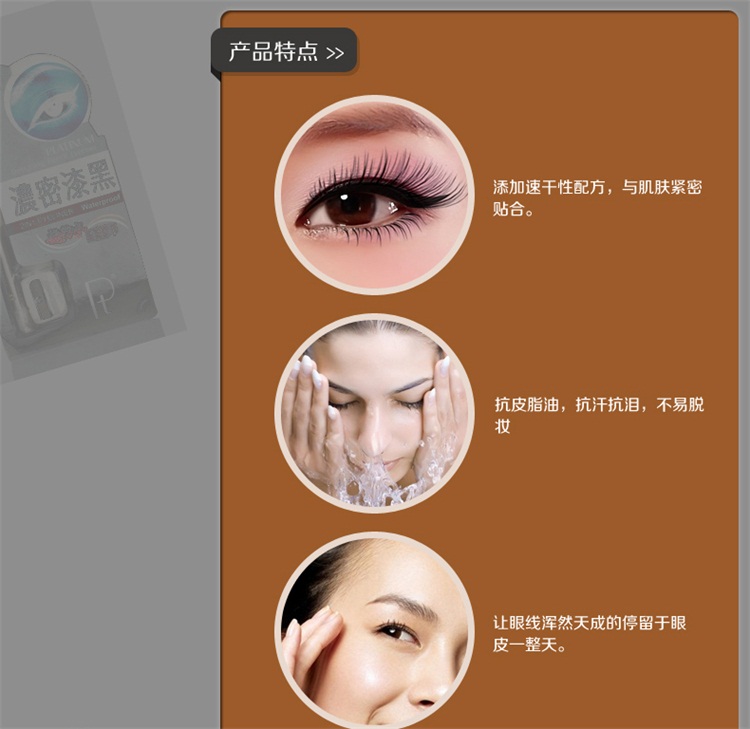 产品特点 >>
濃密漆黑
添加速干性配方，与肌肤紧密
贴合。
抗皮脂油，抗汗抗泪，不易脱
妆
让眼线浑然天成的停留于眼
皮一整天。